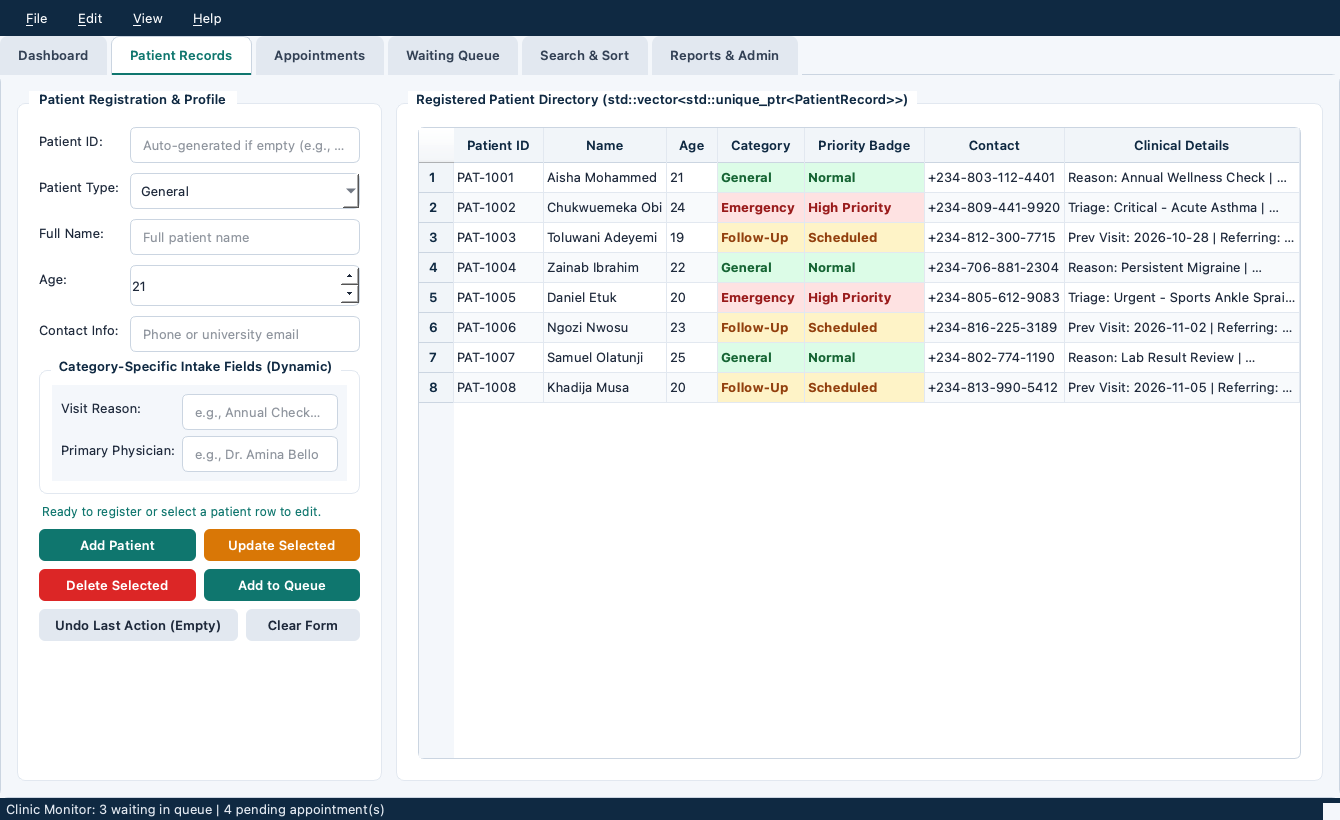 File Edit View Help
Dashboard Patient Records Appointments Waiting Queue Search & Sort Reports & Admin
Patient Registration & Profile
Patient ID: Auto-generated if empty (e.g., ...
Patient Type: General
Full Name: Full patient name
Age: 21
Contact Info: Phone or university email
Category-Specific Intake Fields (Dynamic)
Visit Reason: e.g., Annual Check...
Primary Physician: e.g., Dr. Amina Bello
Ready to register or select a patient row to edit.
Add Patient Update Selected
Delete Selected Add to Queue
Undo Last Action (Empty) Clear Form
Registered Patient Directory (std::vector<std::unique_ptr<PatientRecord>>)
Patient ID Name Age Category Priority Badge Contact Clinical Details
1 PAT-1001 Aisha Mohammed 21 General Normal +234-803-112-4401 Reason: Annual Wellness Check | ...
2 PAT-1002 Chukwuemeka Obi 24 Emergency High Priority +234-809-441-9920 Triage: Critical - Acute Asthma | ...
3 PAT-1003 Toluwani Adeyemi 19 Follow-Up Scheduled +234-812-300-7715 Prev Visit: 2026-10-28 | Referring: ...
4 PAT-1004 Zainab Ibrahim 22 General Normal +234-706-881-2304 Reason: Persistent Migraine | ...
5 PAT-1005 Daniel Etuk 20 Emergency High Priority +234-805-612-9083 Triage: Urgent - Sports Ankle Sprai...
6 PAT-1006 Ngozi Nwosu 23 Follow-Up Scheduled +234-816-225-3189 Prev Visit: 2026-11-02 | Referring: ...
7 PAT-1007 Samuel Olatunji 25 General Normal +234-802-774-1190 Reason: Lab Result Review | ...
8 PAT-1008 Khadija Musa 20 Follow-Up Scheduled +234-813-990-5412 Prev Visit: 2026-11-05 | Referring: ...
Clinic Monitor: 3 waiting in queue | 4 pending appointment(s)